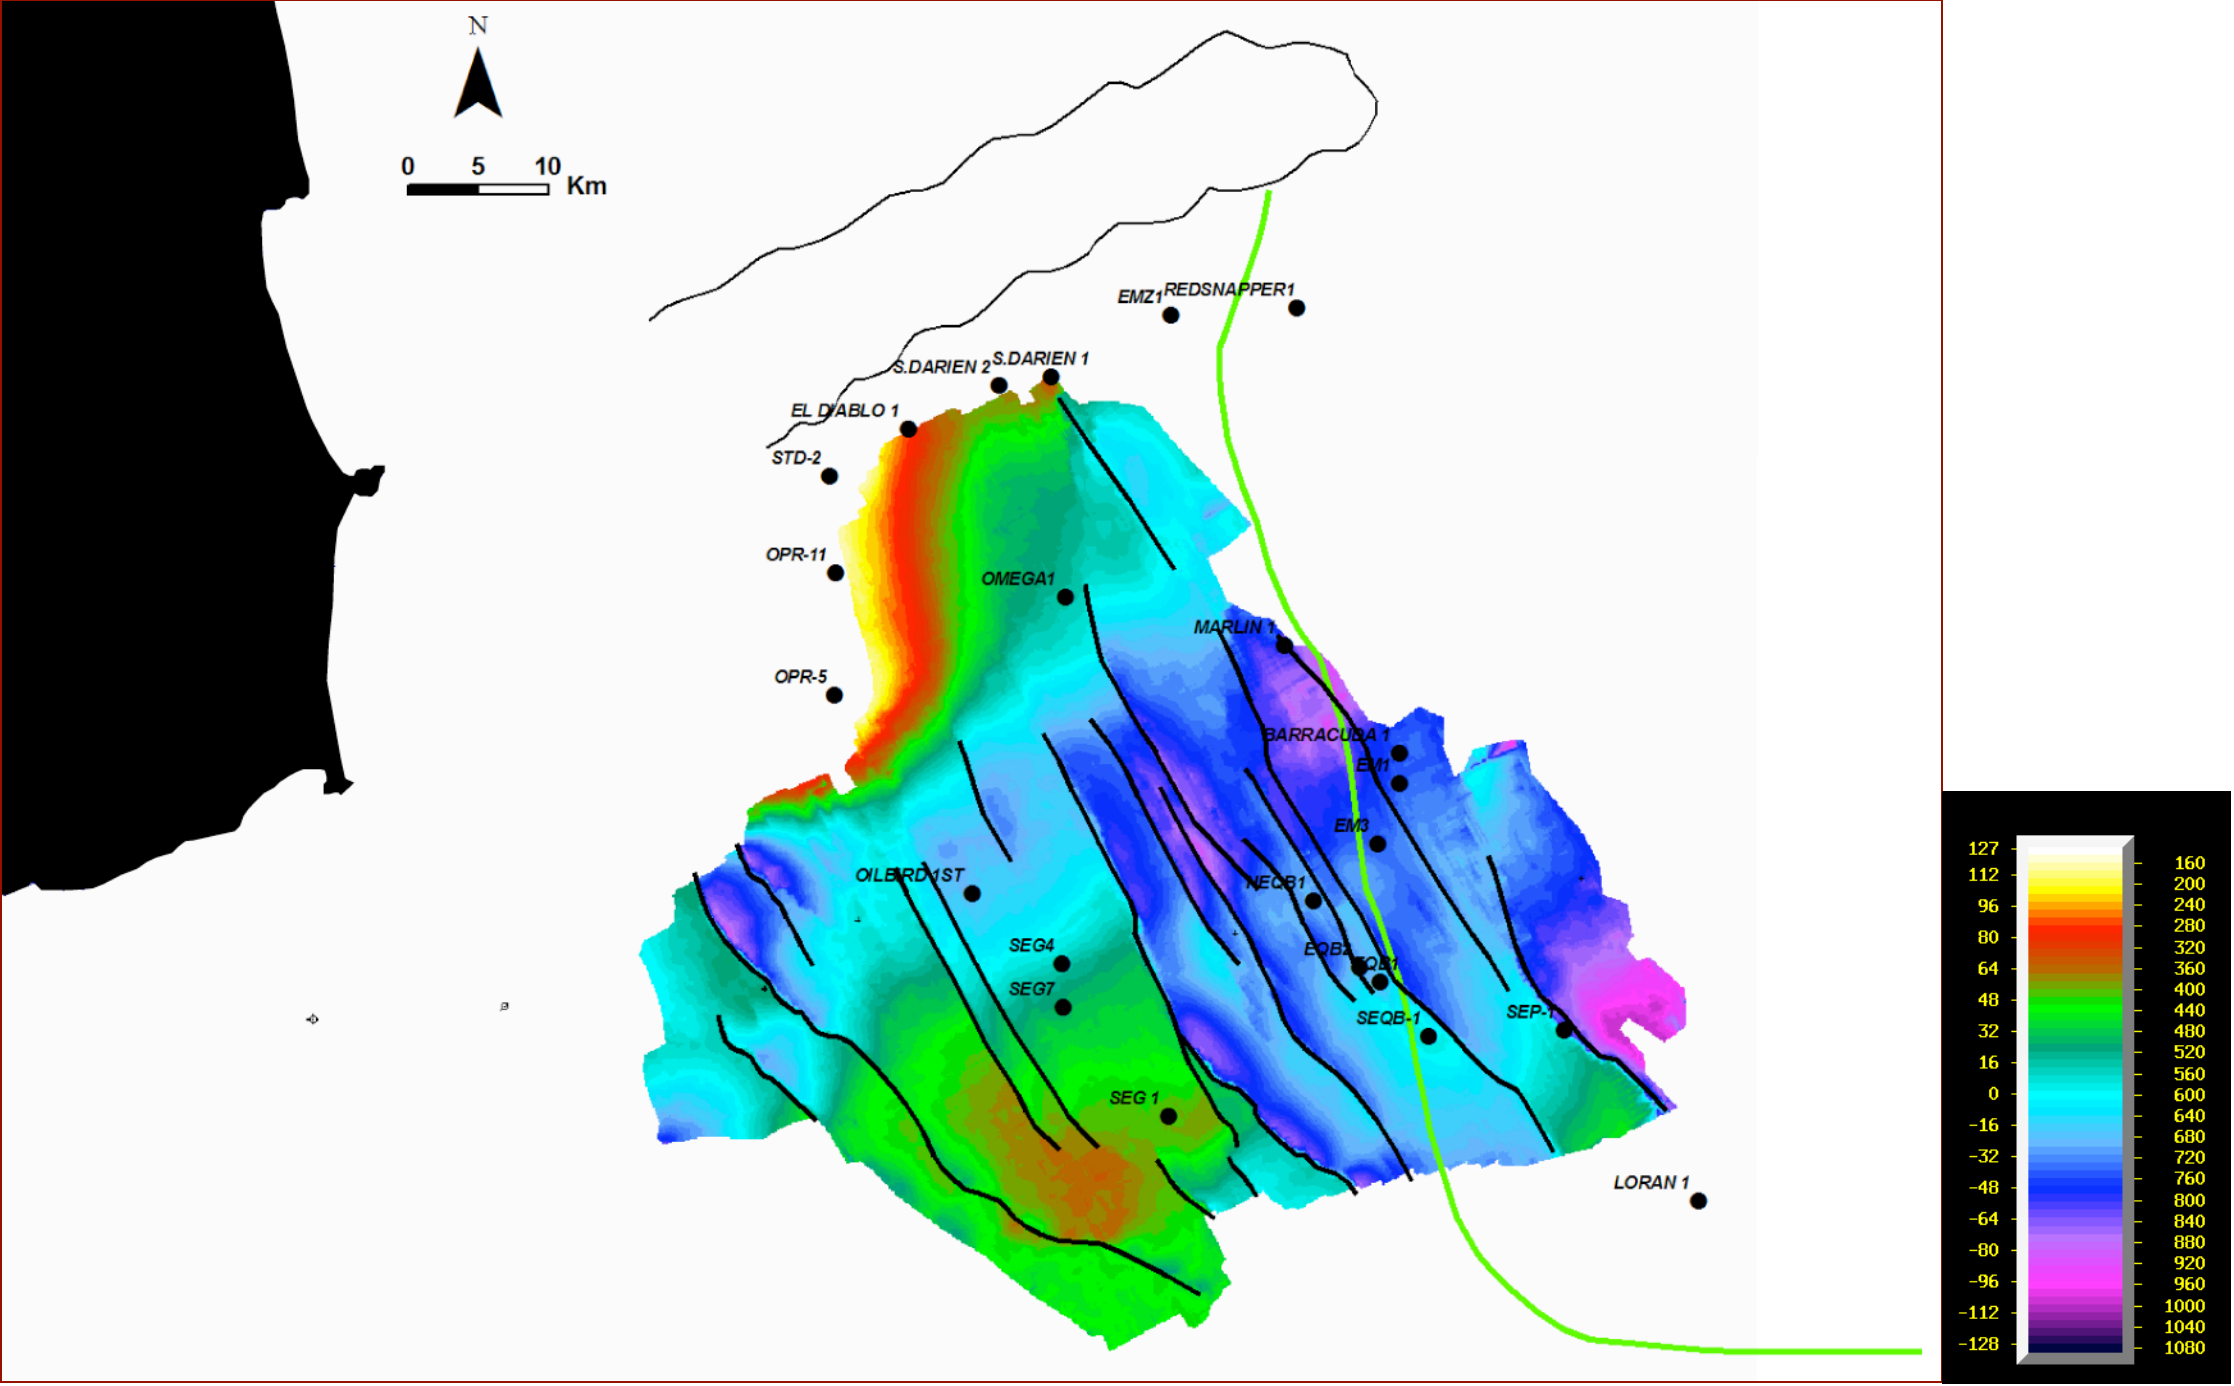 N
0 5 10 Km
EMZ1 REDSNAPPER1
S.DARIEN 2 S.DARIEN 1
EL DIABLO 1
STD-2
OPR-11
OMEGA1
MARLIN 1
OPR-5
BARRACUDA 1
EM1
EM3
OILBIRD 1ST
NEQB1
SEG4
EQB2 EQB1
SEG7
SEP-1
SEQB-1
SEG 1
LORAN 1
127
160
112
200
96
240
80
280
320
64
360
400
48
440
32
480
520
16
560
0
600
640
-16
680
-32
720
760
-48
800
-64
840
880
-80
920
-96
960
1000
-112
1040
-128
1080